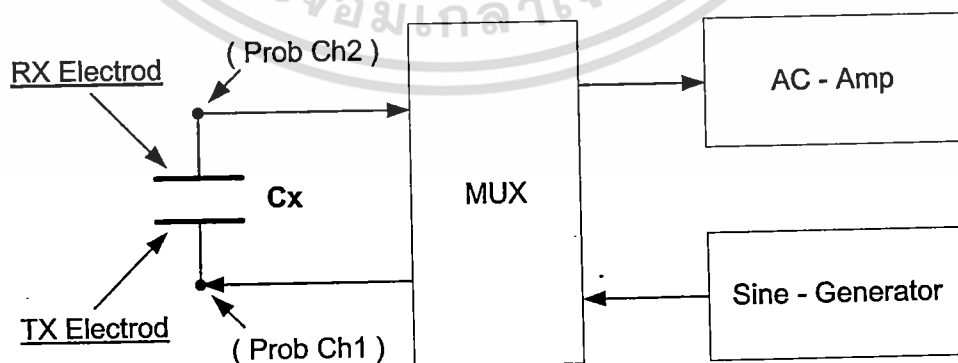 ( Prob Ch2 )
RX Electrod
AC - Amp
Cx
MUX
Sine - Generator
TX Electrod
( Prob Ch1 )